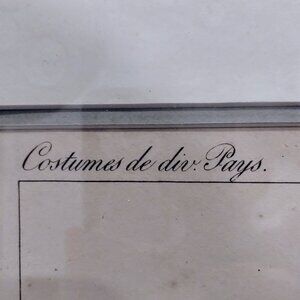 Costumes de div. Pays.